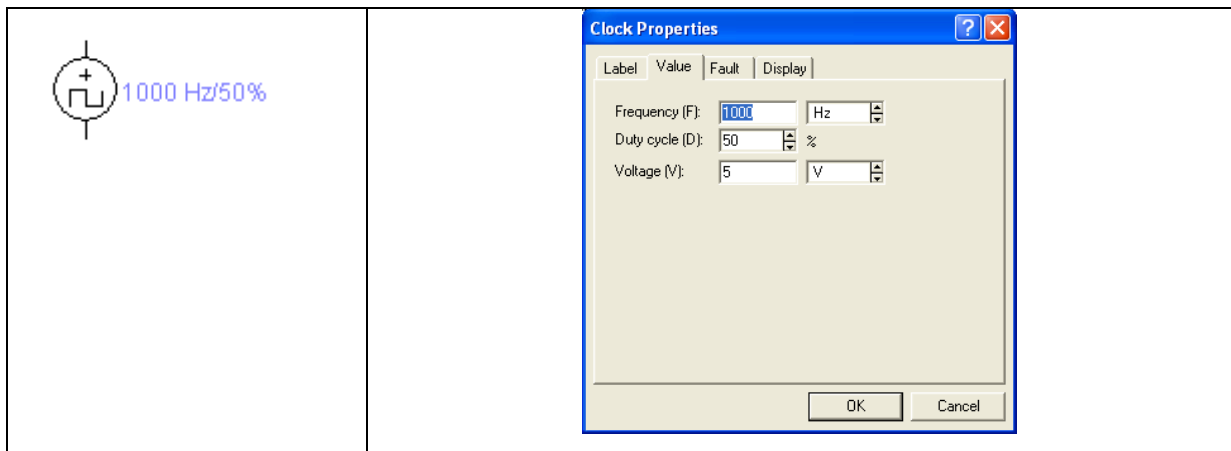 1000 Hz/50%
Clock Properties
Label Value Fault Display
Frequency (F): 1000 Hz
Duty cycle (D): 50 %
Voltage (V): 5 V
OK Cancel